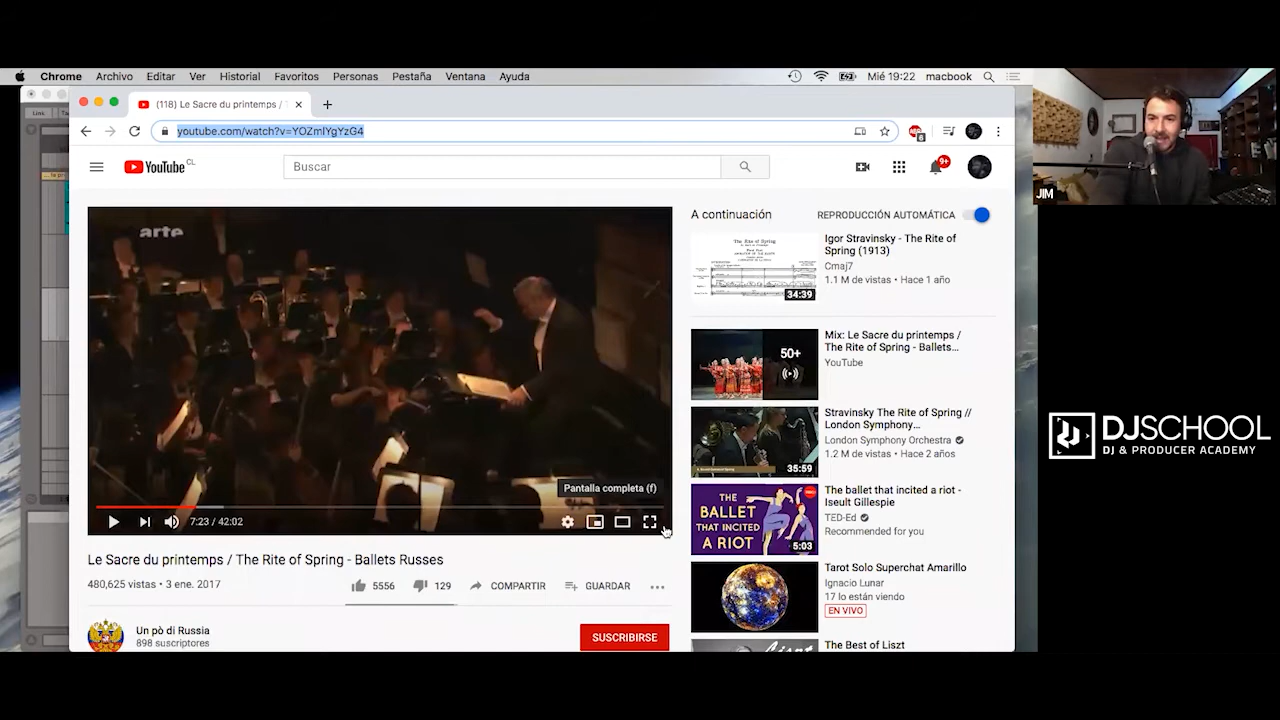 Chrome Archivo Editar Ver Historial Favoritos Personas Pestaña Ventana Ayuda
Mié 19:22 macbook
Link
(118) Le Sacre du printemps /
youtube.com/watch?v=YOZmlYgYzG4
YouTube CL
Buscar
9+
arte
Pantalla completa (f)
7:23 / 42:02
Le Sacre du printemps / The Rite of Spring - Ballets Russes
480,625 vistas • 3 ene. 2017
5556
129
COMPARTIR
GUARDAR
Un pò di Russia
898 suscriptores
SUSCRIBIRSE
A continuación
REPRODUCCIÓN AUTOMÁTICA
The Rite of Spring
34:39
Igor Stravinsky - The Rite of
Spring (1913)
Cmaj7
1.1 M de vistas • Hace 1 año
50+
Mix: Le Sacre du printemps /
The Rite of Spring - Ballets...
YouTube
35:59
Stravinsky The Rite of Spring //
London Symphony...
London Symphony Orchestra
1.2 M de vistas • Hace 2 años
THE
BALLET
THAT INCITED
A RIOT
5:03
The ballet that incited a riot -
Iseult Gillespie
TED-Ed
Recommended for you
Tarot Solo Superchat Amarillo
Ignacio Lunar
17 lo están viendo
EN VIVO
Liszt
The Best of Liszt
JIM
DJSCHOOL
DJ & PRODUCER ACADEMY